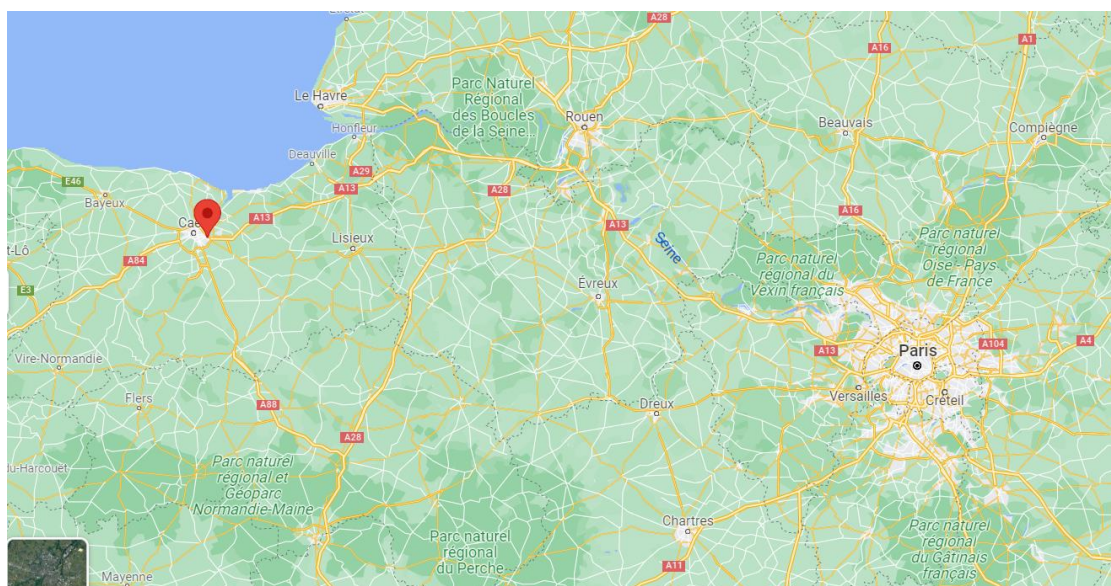 A28
A16
A1
Le Havre
Parc Naturel
Régional
des Boucles
de la Seine...
Rouen
Beauvais
Compiègne
Honfleur
Deauville
A29
A13
A28
E46
Bayeux
A13
Lisieux
A84
E3
A13
Seine
A16
Parc naturel
régional
Oise - Pays
de France
Parc naturel
régional du
Vexin français
Évreux
Vire-Normandie
Flers
A88
A28
Dreux
A13
Paris
A104
A4
Versailles
Créteil
Parc naturel
régional et
Géoparc
Normandie-Maine
Chartres
A11
Parc naturel
régional
du Perche
Parc naturel
régional
du Gâtinais
français
Mayenne